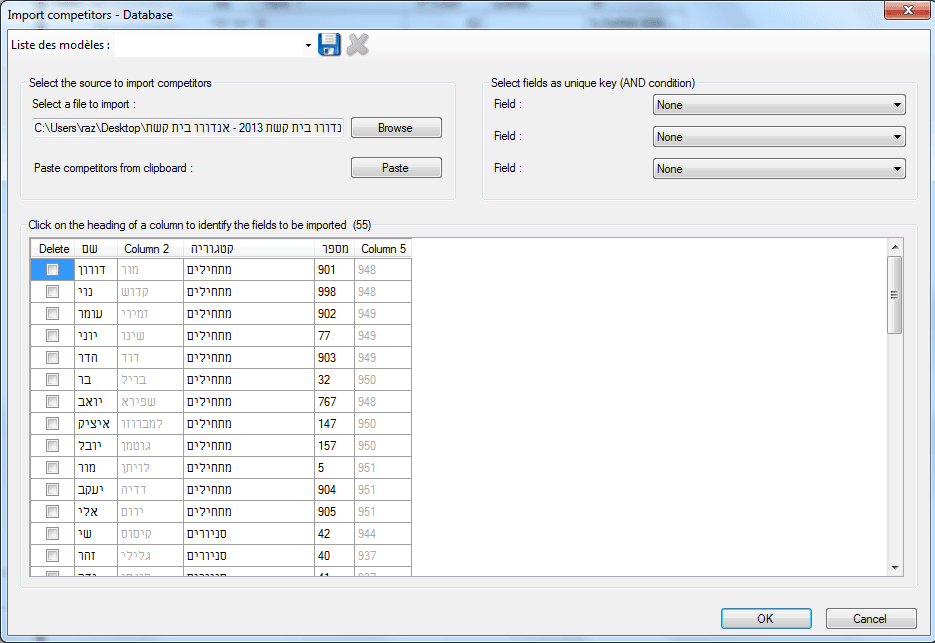 Import competitors - Database
Liste des modèles :
Select the source to import competitors
Select a file to import :
C:\Users\raz\Desktop\נדורו בית קשת 2013 - אנדורו בית קשת
Browse
Paste competitors from clipboard :
Paste
Select fields as unique key (AND condition)
Field :
None
Field :
None
Field :
None
Click on the heading of a column to identify the fields to be imported (55)
Delete שם Column 2 קטגוריה מספר Column 5
דורון מור מתחילים 901 948
נוי קדוש מתחילים 998 948
עומר זמירי מתחילים 902 949
יוני שינו מתחילים 77 949
הדר דוד מתחילים 903 949
בר בריל מתחילים 32 950
יואב שפירא מתחילים 767 948
איציק למברוזו מתחילים 147 950
יובל גוטמן מתחילים 157 950
מור לויתן מתחילים 5 951
יעקב דדיה מתחילים 904 951
אלי ירום מתחילים 905 951
שי קיסוס סניורים 42 944
זהר גלילי סניורים 40 937
OK
Cancel